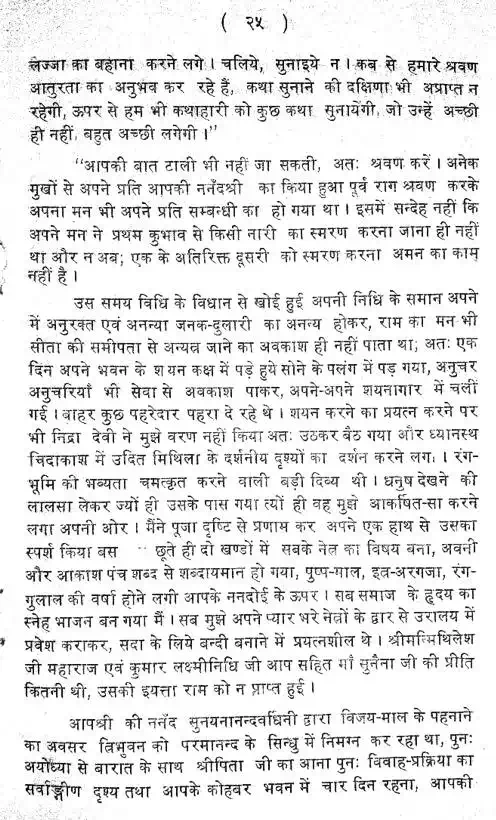 ( २५ )
लज्जा का बहाना करने लगे। चलिये, सुनाइये न। कब से हमारे श्रवण
आतुरता का अनुभव कर रहे हैं, कथा सुनाने की दक्षिणा भी अप्राप्त न
रहेगी, ऊपर से हम भी कथाहारी को कुछ कथा सुनायेंगी, जो उन्हें अच्छी
ही नहीं, बहुत अच्छी लगेगी।"
"आपकी बात टाली भी नहीं जा सकती, अतः श्रवण करें। अनेक
मुखों से अपने प्रति आपकी ननँदश्री का किया हुआ पूर्व राग श्रवण करके
अपना मन भी अपने प्रति सम्बन्धी का हो गया था। इसमें सन्देह नहीं कि
अपने मन ने प्रथम कुभाव से किसी नारी का स्मरण करना जाना ही नहीं
था और न अब; एक के अतिरिक्त दूसरी को स्मरण करना अमन का काम
नहीं है।
उस समय विधि के विधान से खोई हुई अपनी निधि के समान अपने
में अनुरक्त एवं अनन्या जनक-दुलारी का अनन्य होकर, राम का मन भी
सीता की समीपता से अन्यत्र जाने का अवकाश ही नहीं पाता था; अतः एक
दिन अपने भवन के शयन कक्ष में पड़े हुये सोने के पलंग में पड़ गया, अनुचर
अनुचरियाँ भी सेवा से अवकाश पाकर, अपने-अपने शयनागार में चलीं
गईं। बाहर कुछ पहरेदार पहरा दे रहे थे। शयन करने का प्रयत्न करने पर
भी निद्रा देवी ने मुझे वरण नहीं किया अतः उठकर बैठ गया और ध्यानस्थ
चिदाकाश में उदित मिथिला के दर्शनीय दृश्यों का दर्शन करने लगा। रंग-
भूमि की भव्यता चमत्कृत करने वाली बड़ी दिव्य थी। धनुष देखने की
लालसा लेकर ज्यों ही उसके पास गया त्यों ही वह मुझे आकर्षित-सा करने
लगा अपनी ओर। मैंने पूजा दृष्टि से प्रणाम कर अपने एक हाथ से उसका
स्पर्श किया बस छूते ही दो खण्डों में सबके नेत्र का विषय बना, अवनी
और आकाश पंच शब्द से शब्दायमान हो गया, पुष्प-माल, इत्र-अरगजा, रंग-
गुलाल की वर्षा होने लगी आपके ननदोई के ऊपर। सब समाज के हृदय का
स्नेह भाजन बन गया मैं। सब मुझे अपने प्यार भरे नेत्रों के द्वार से उरालय में
प्रवेश कराकर, सदा के लिये बन्दी बनाने में प्रयत्नशील थे। श्रीमन्मिथिलेश
जी महाराज एवं कुमार लक्ष्मीनिधि जी आप सहित माँ सुनैना जी की प्रीति
कितनी थी, उसकी इयत्ता राम को न प्राप्त हुई।
आपश्री की ननँद सुनयनानन्दवर्धिनी द्वारा विजय-माल के पहनाने
का अवसर त्रिभुवन को परमानन्द के सिन्धु में निमग्न कर रहा था, पुनः
अयोध्या से बारात के साथ श्रीपिता जी का आना पुनः विवाह-प्रक्रिया का
सर्वाङ्गीण दृश्य तथा आपके कोहबर भवन में चार दिन रहना, आपकी